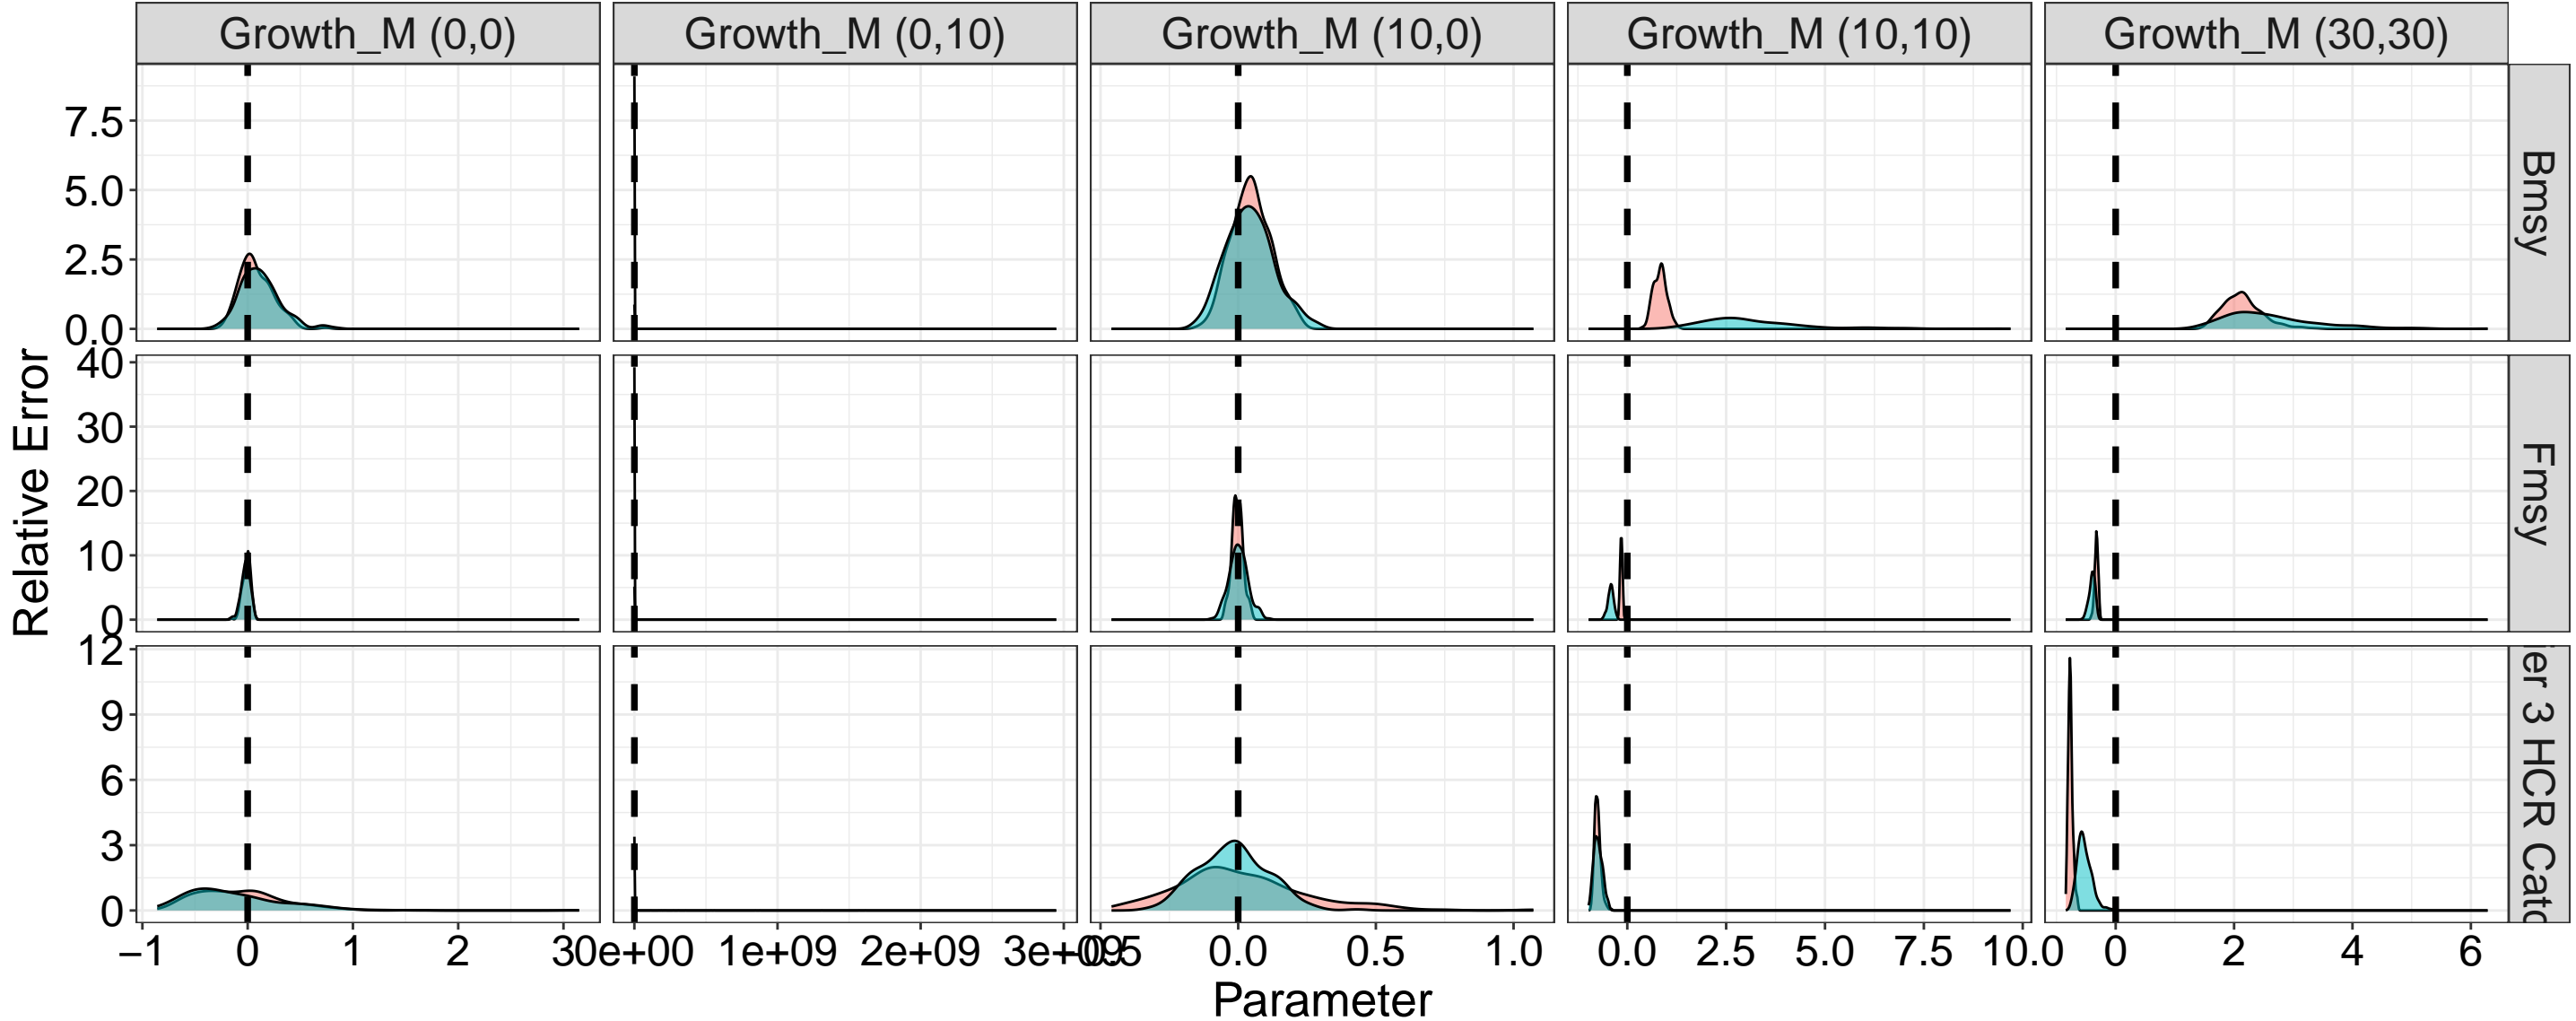 Growth_M (0,0) Growth_M (0,10) Growth_M (10,0) Growth_M (10,10) Growth_M (30,30)
7.5
5.0
2.5
0.0
Bmsy
40
30
20
10
0
Fmsy
12
9
6
3
0
er 3 HCR Catc
−1 0 1 2 3 0e+00 1e+09 2e+09 3e+09 −0.5 0.0 0.5 1.0 0.0 2.5 5.0 7.5 10.0 0 2 4 6
Relative Error
Parameter